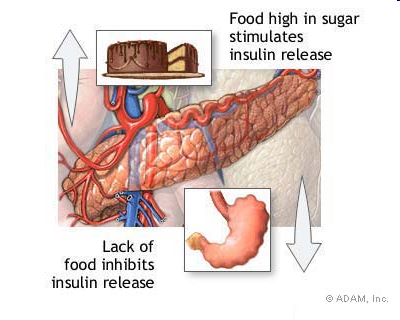 Food high in sugar
stimulates
insulin release
Lack of
food inhibits
insulin release
© ADAM, Inc.